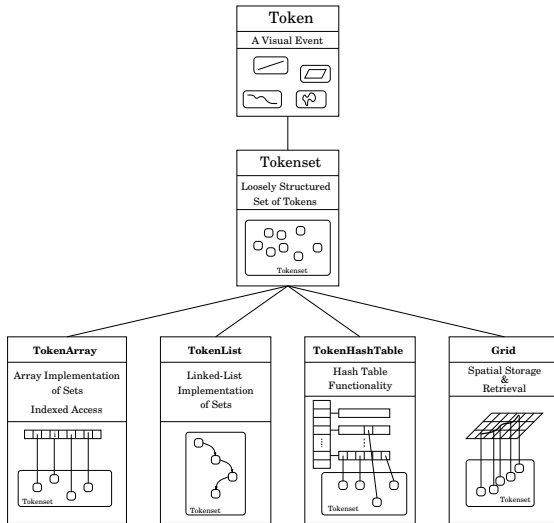 Token
A Visual Event
Tokenset
Loosely Structured
Set of Tokens
Tokenset
TokenArray
Array Implementation
of Sets
Indexed Access
Tokenset
TokenList
Linked-List
Implementation
of Sets
Tokenset
TokenHashTable
Hash Table
Functionality
Tokenset
Grid
Spatial Storage
&
Retrieval
Tokenset